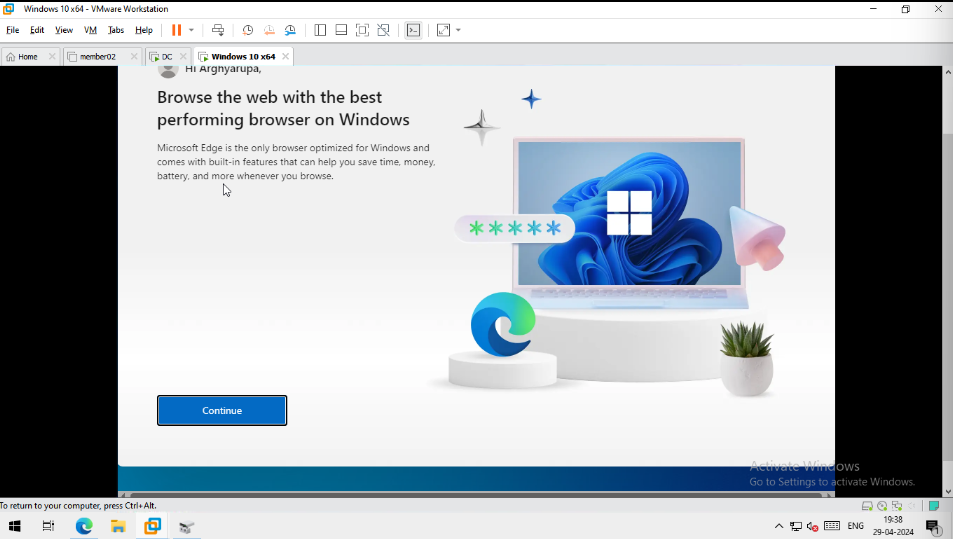 Windows 10 x64 - VMware Workstation
File Edit View VM Tabs Help
Home member02 DC Windows 10 x64
Hi Arghyarupa,
Browse the web with the best
performing browser on Windows
Microsoft Edge is the only browser optimized for Windows and
comes with built-in features that can help you save time, money,
battery, and more whenever you browse.
Continue
Activate Windows
Go to Settings to activate Windows.
To return to your computer, press Ctrl+Alt.
ENG
19:38
29-04-2024
1